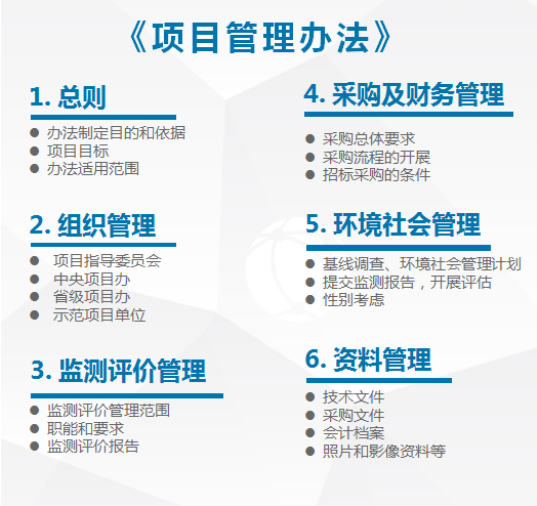 《项目管理办法》
1. 总则
● 办法制定目的和依据
● 项目目标
● 办法适用范围
2. 组织管理
● 项目指导委员会
● 中央项目办
● 省级项目办
● 示范项目单位
3. 监测评价管理
● 监测评价管理范围
● 职能和要求
● 监测评价报告
4. 采购及财务管理
● 采购总体要求
● 采购流程的开展
● 招标采购的条件
5. 环境社会管理
● 基线调查、环境社会管理计划
● 提交监测报告，开展评估
● 性别考虑
6. 资料管理
● 技术文件
● 采购文件
● 会计档案
● 照片和影像资料等